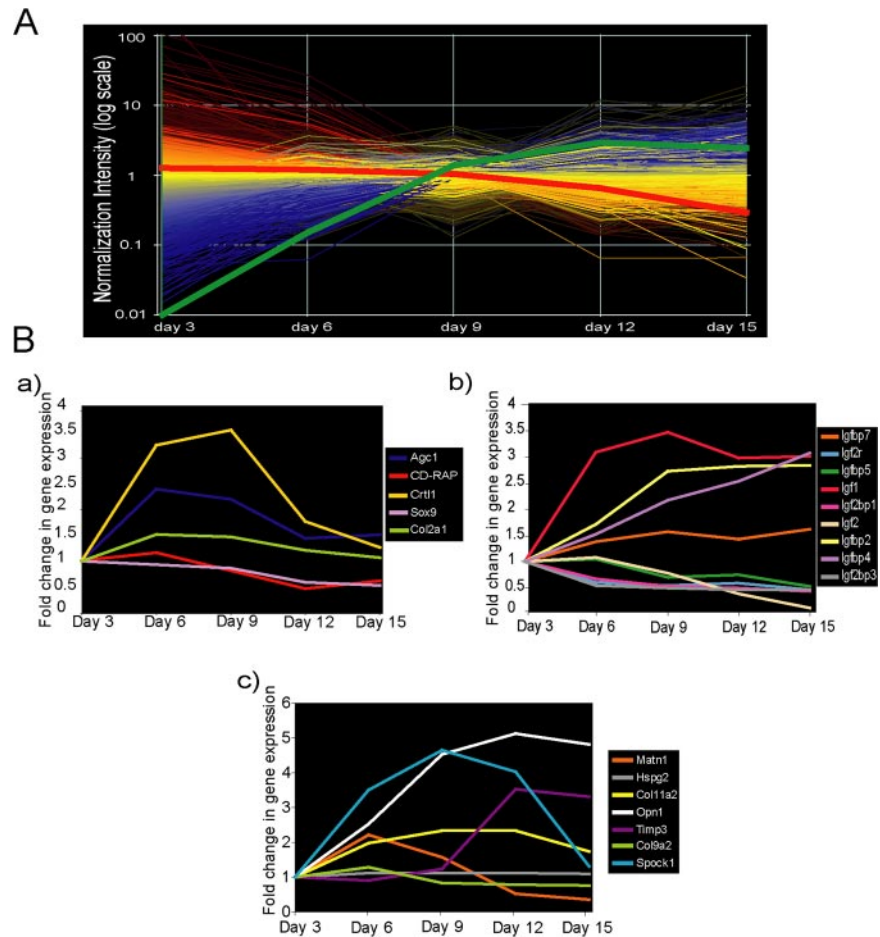 A
Normalization Intensity (log scale)
100
10
1
0.1
0.01
day 3
day 6
day 9
day 12
day 15
B
a)
Fold change in gene expression
4
3.5
3
2.5
2
1.5
1
0.5
0
Day 3
Day 6
Day 9
Day 12
Day 15
Agc1
CD-RAP
Crtl1
Sox9
Col2a1
b)
Fold change in gene expression
4
3.5
3
2.5
2
1.5
1
0.5
0
Day 3
Day 6
Day 9
Day 12
Day 15
Igfbp7
Igf2r
Igfbp5
Igf1
Igf2bp1
Igf2
Igfbp2
Igfbp4
Igf2bp3
c)
Fold change in gene expression
6
5
4
3
2
1
0
Day 3
Day 6
Day 9
Day 12
Day 15
Matn1
Hspg2
Col11a2
Opn1
Timp3
Col9a2
Spock1